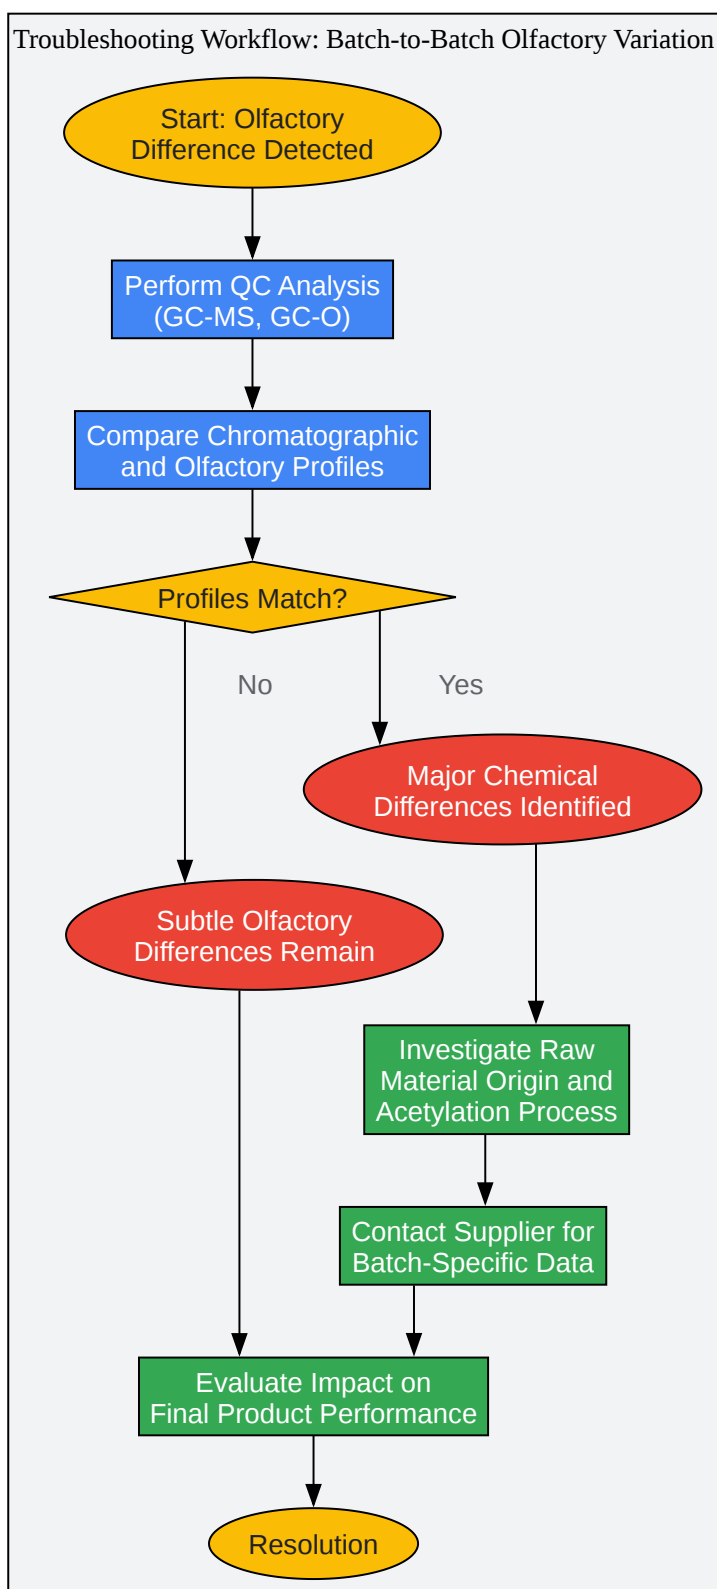 Troubleshooting Workflow: Batch-to-Batch Olfactory Variation
Start: Olfactory
Difference Detected
Perform QC Analysis
(GC-MS, GC-O)
Compare Chromatographic
and Olfactory Profiles
Profiles Match?
No
Yes
Major Chemical
Differences Identified
Subtle Olfactory
Differences Remain
Investigate Raw
Material Origin and
Acetylation Process
Contact Supplier for
Batch-Specific Data
Evaluate Impact on
Final Product Performance
Resolution